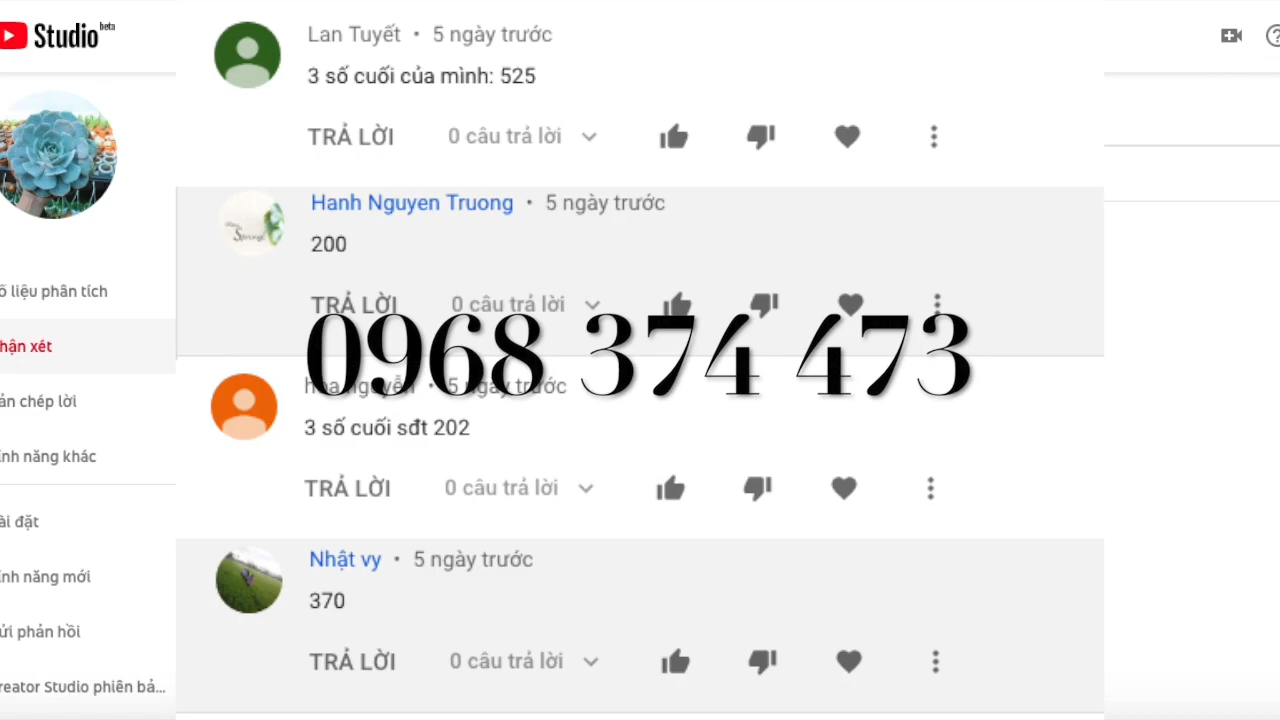 Studio beta
Lan Tuyết • 5 ngày trước
3 số cuối của mình: 525
TRẢ LỜI 0 câu trả lời
Hanh Nguyen Truong • 5 ngày trước
200
ố liệu phân tích
TRẢ LỜI 0 câu trả lời
hận xét
0968 374 473
hoa nguyễn • 5 ngày trước
ản chép lời
3 số cuối sđt 202
ính năng khác
TRẢ LỜI 0 câu trả lời
ài đặt
Nhật vy • 5 ngày trước
ính năng mới
370
ửi phản hồi
TRẢ LỜI 0 câu trả lời
reator Studio phiên bả...